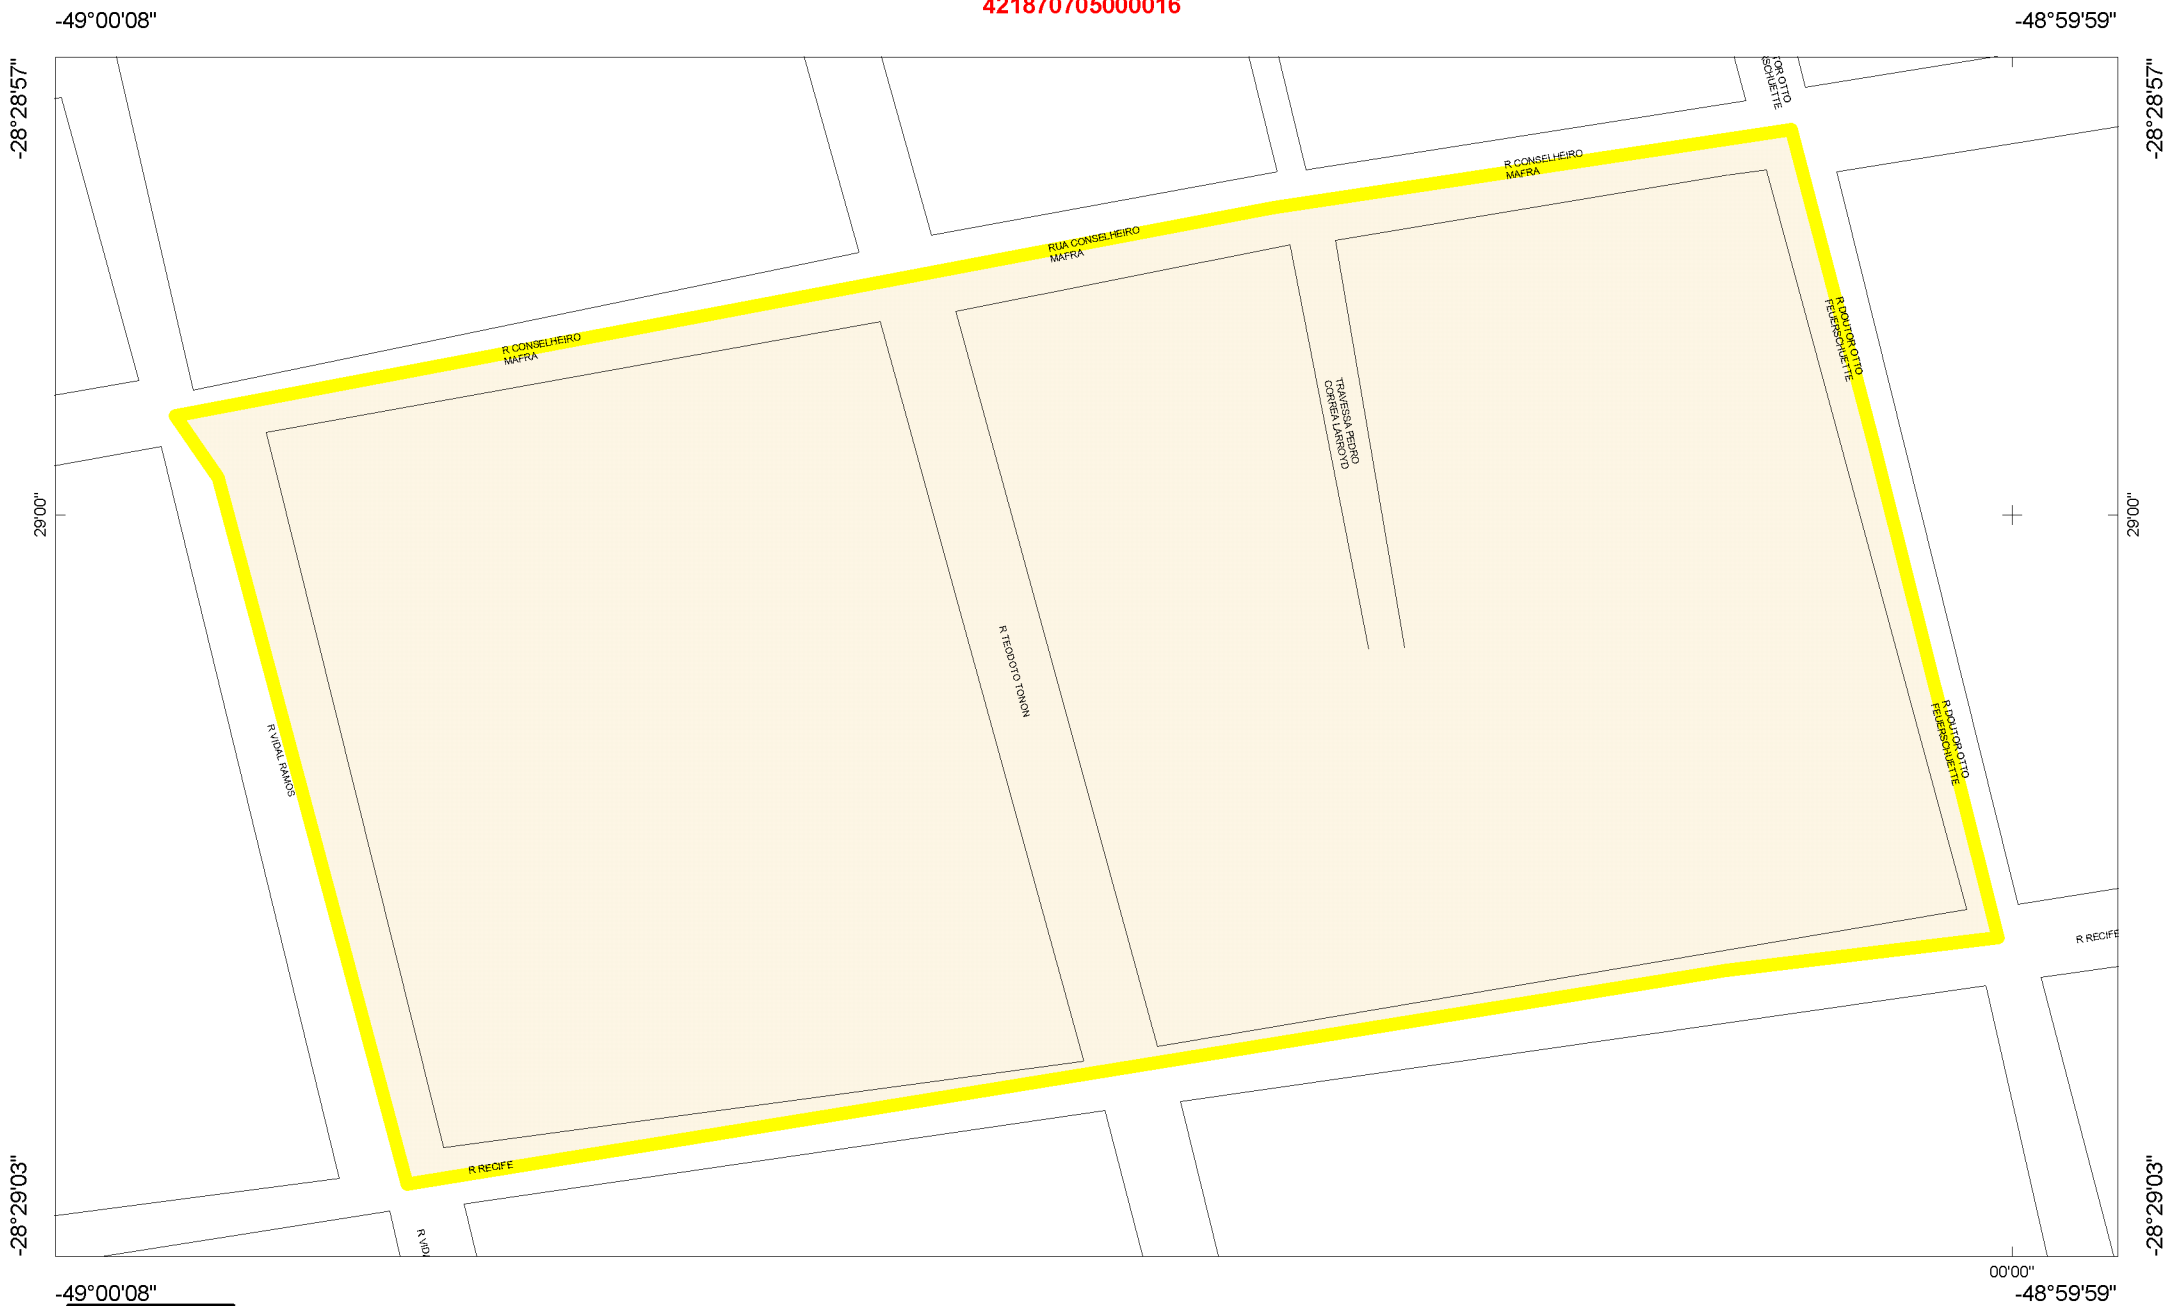 421870705000016
-49°00'08"
-48°59'59"
-28°28'57"
-28°28'57"
OTTO
R CONSELHEIRO
MAFRA
RUA CONSELHEIRO
MAFRA
R CONSELHEIRO
MAFRA
R DOUTOR OTTO
FEUERSCHUETTE
TRAVESSA PEDRO
CORREA LARROYD
29'00"
29'00"
R TEODOTO TONON
R VIDAL RAMOS
R DOUTOR OTTO
FEUERSCHUETTE
R RECIFE
R RECIFE
R VID
-28°29'03"
-28°29'03"
00'00"
-49°00'08"
-48°59'59"